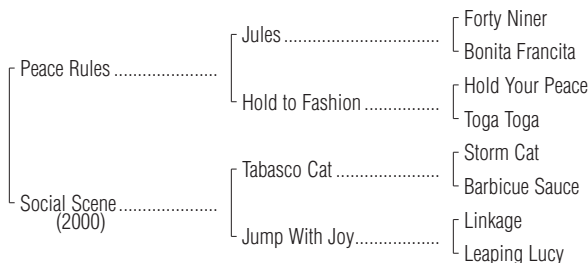 Forty Niner
Jules ................................
Bonita Francita
Peace Rules .....................
Hold Your Peace
Hold to Fashion ................
Toga Toga
Storm Cat
Tabasco Cat .....................
Barbicue Sauce
Social Scene ....................
(2000)
Linkage
Jump With Joy .................
Leaping Lucy